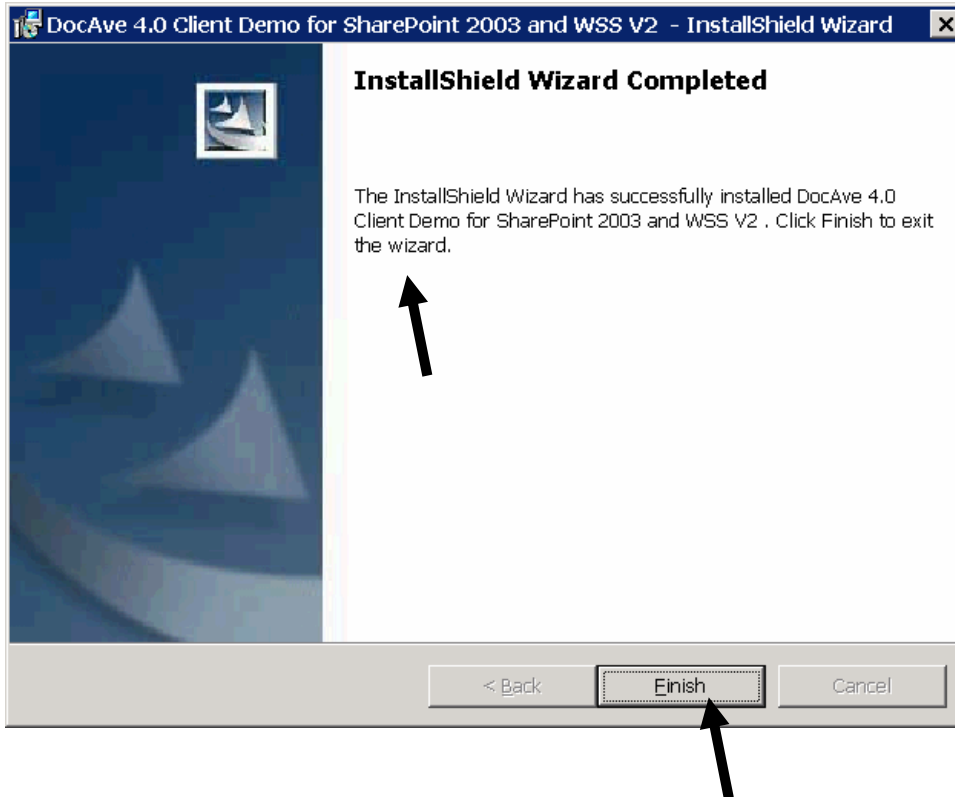 DocAve 4.0 Client Demo for SharePoint 2003 and WSS V2 - InstallShield Wizard
InstallShield Wizard Completed
The InstallShield Wizard has successfully installed DocAve 4.0
Client Demo for SharePoint 2003 and WSS V2 . Click Finish to exit
the wizard.
< Back Finish Cancel